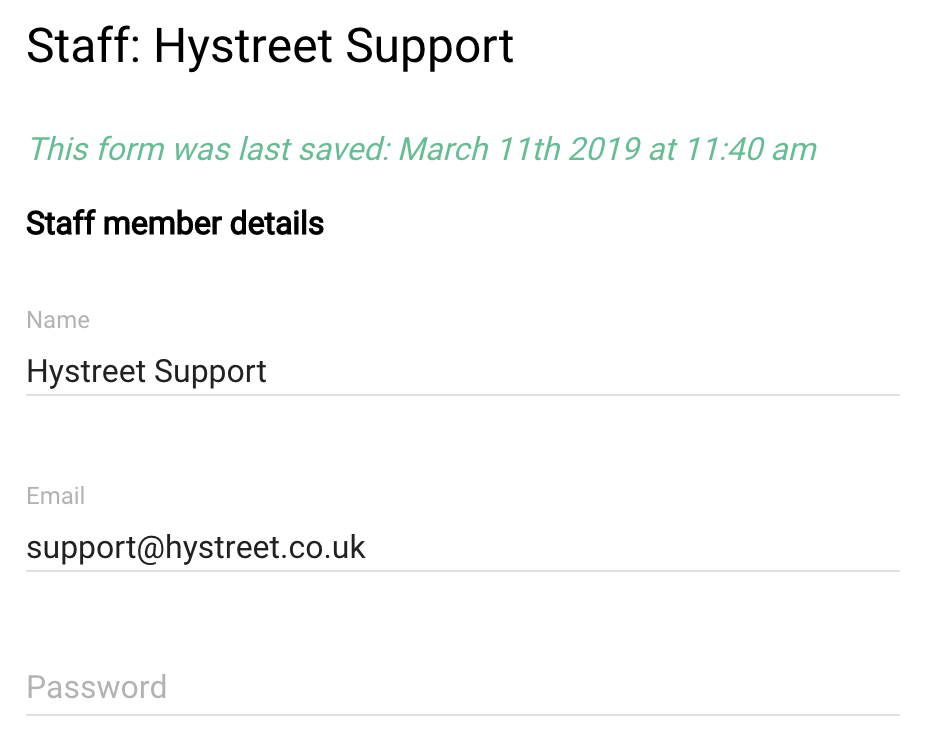 Staff: Hystreet Support
This form was last saved: March 11th 2019 at 11:40 am
Staff member details
Name
Hystreet Support
Email
support@hystreet.co.uk
Password